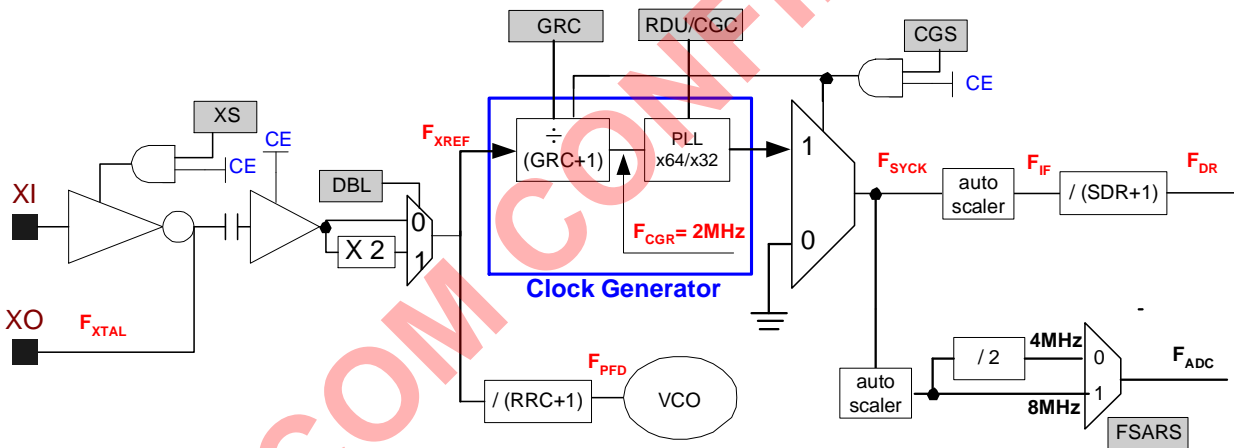 GRC
RDU/CGC
CGS
CE
XS
CE
CE
F_XREF
÷
(GRC+1)
PLL
x64/x32
1
0
F_SYCK
auto
scaler
F_IF
/ (SDR+1)
F_DR
XI
DBL
0
X 2
1
F_CGR= 2MHz
Clock Generator
XO
F_XTAL
/ (RRC+1)
F_PFD
VCO
auto
scaler
/ 2
4MHz
8MHz
0
1
F_ADC
FSARS
-
COM CONFI